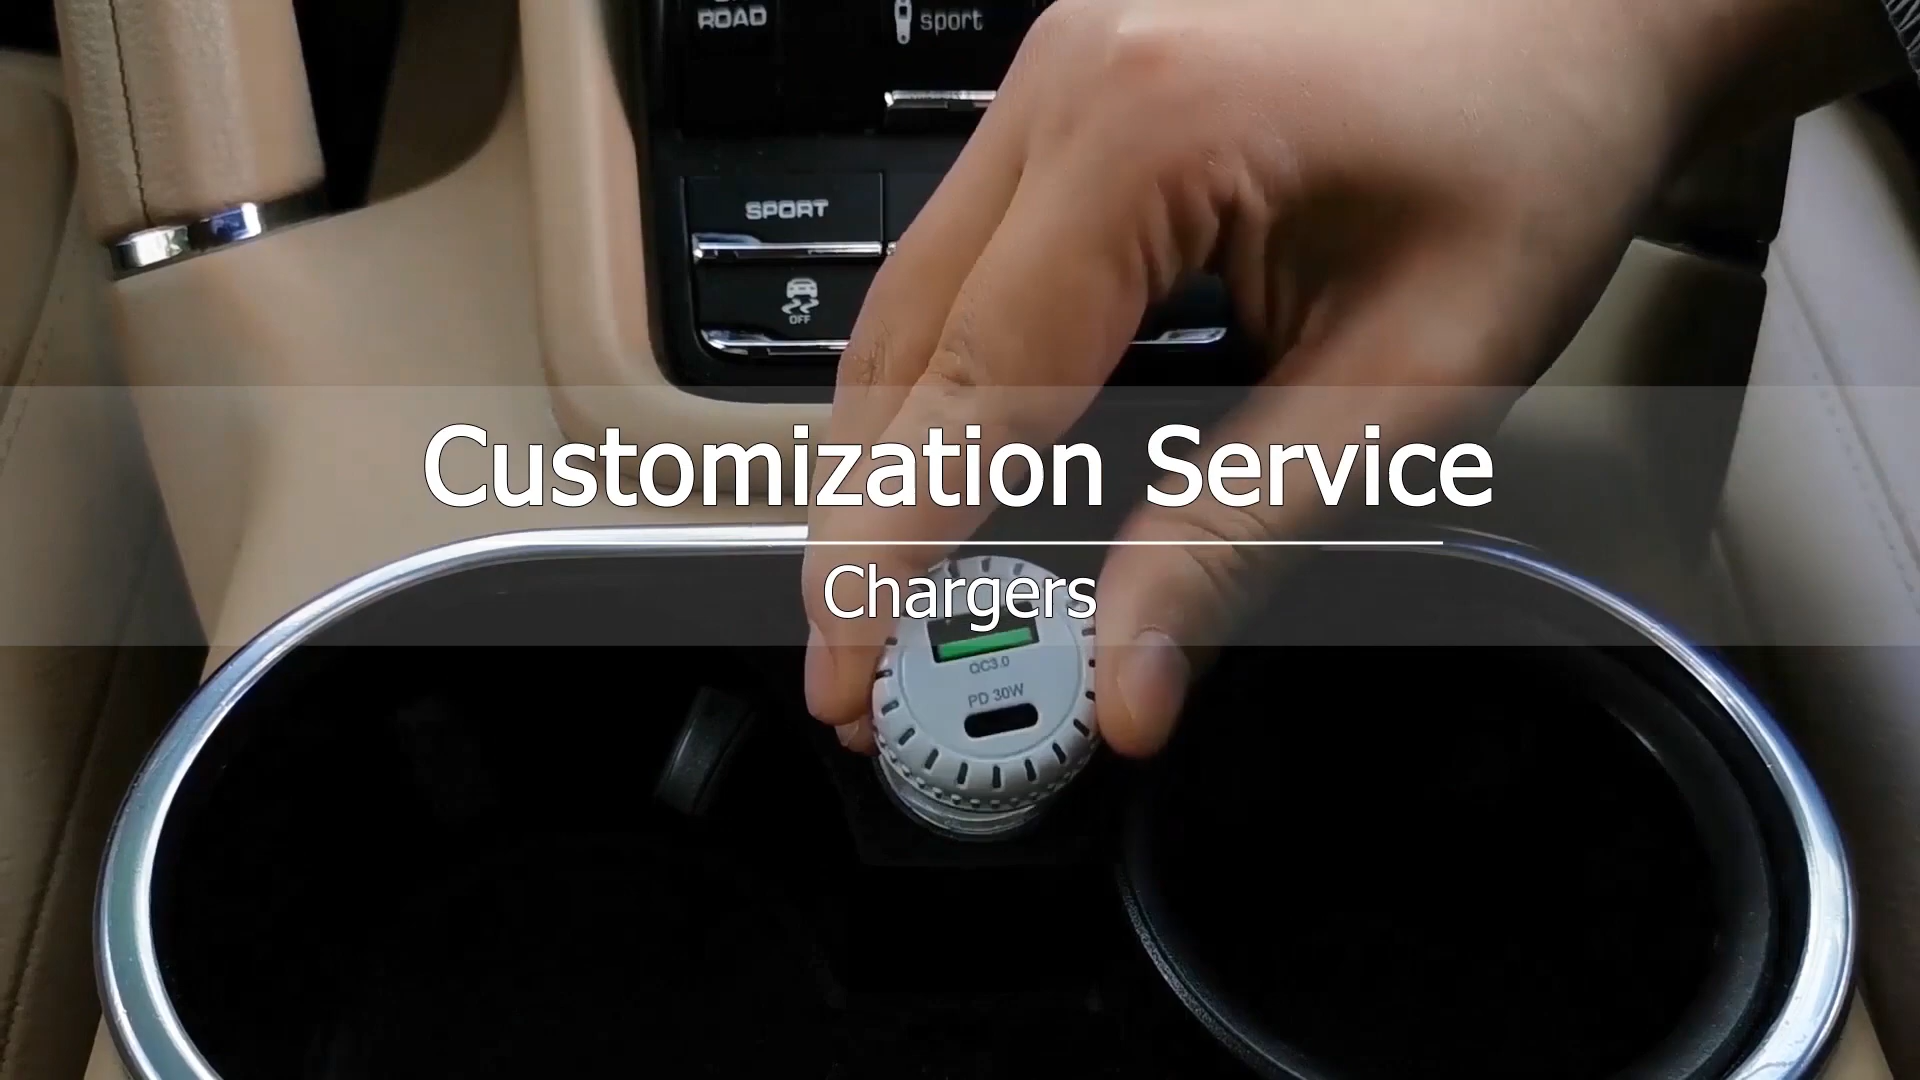 ROAD
sport
SPORT
OFF
Customization Service
Chargers
QC3.0
PD 30W